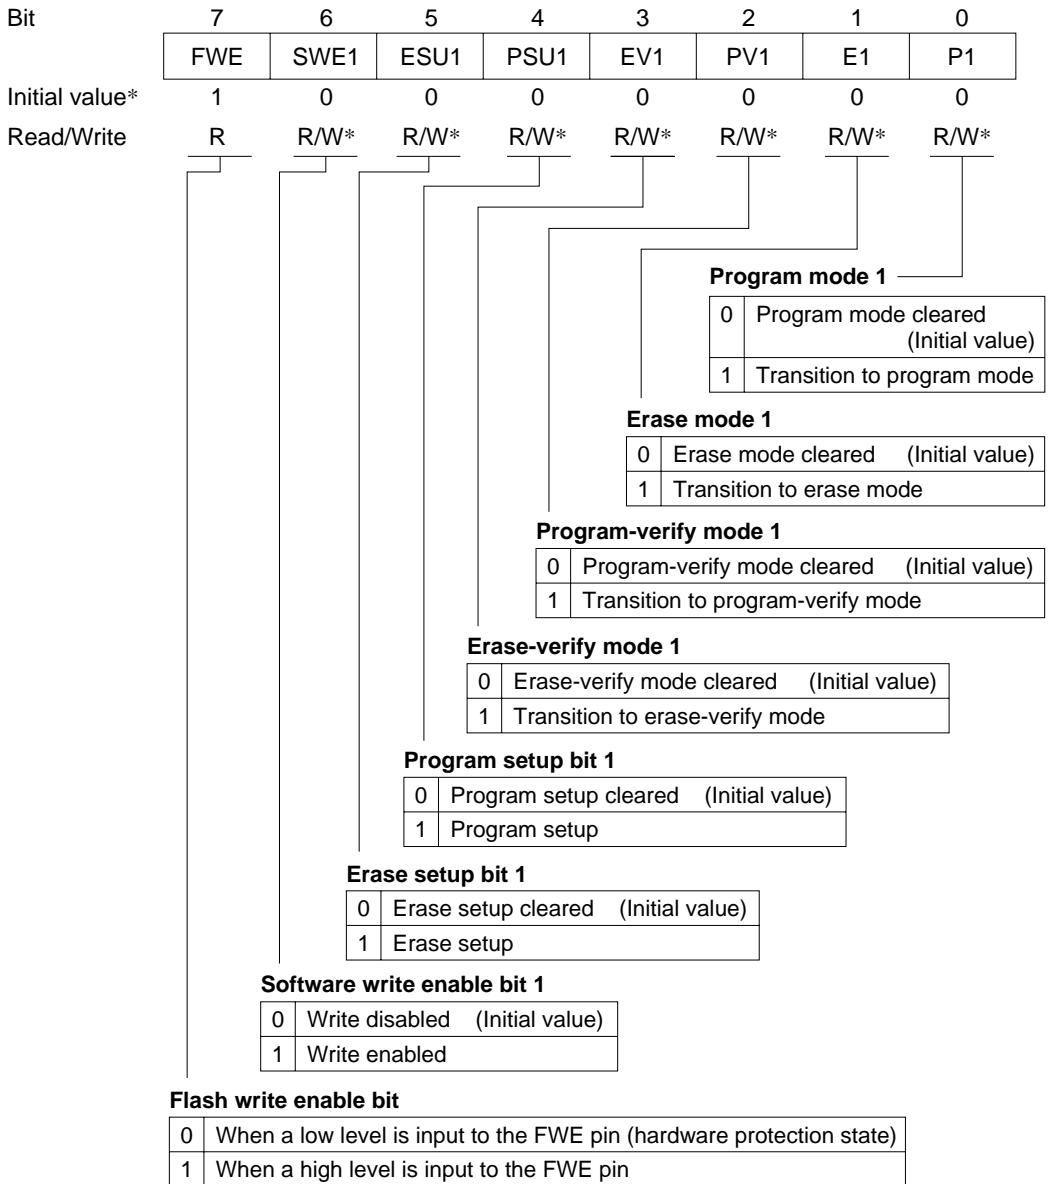 Bit 7 6 5 4 3 2 1 0
FWE SWE1 ESU1 PSU1 EV1 PV1 E1 P1
Initial value* 1 0 0 0 0 0 0 0
Read/Write R R/W* R/W* R/W* R/W* R/W* R/W* R/W*
Program mode 1
0 Program mode cleared
(Initial value)
1 Transition to program mode
Erase mode 1
0 Erase mode cleared (Initial value)
1 Transition to erase mode
Program-verify mode 1
0 Program-verify mode cleared (Initial value)
1 Transition to program-verify mode
Erase-verify mode 1
0 Erase-verify mode cleared (Initial value)
1 Transition to erase-verify mode
Program setup bit 1
0 Program setup cleared (Initial value)
1 Program setup
Erase setup bit 1
0 Erase setup cleared (Initial value)
1 Erase setup
Software write enable bit 1
0 Write disabled (Initial value)
1 Write enabled
Flash write enable bit
0 When a low level is input to the FWE pin (hardware protection state)
1 When a high level is input to the FWE pin